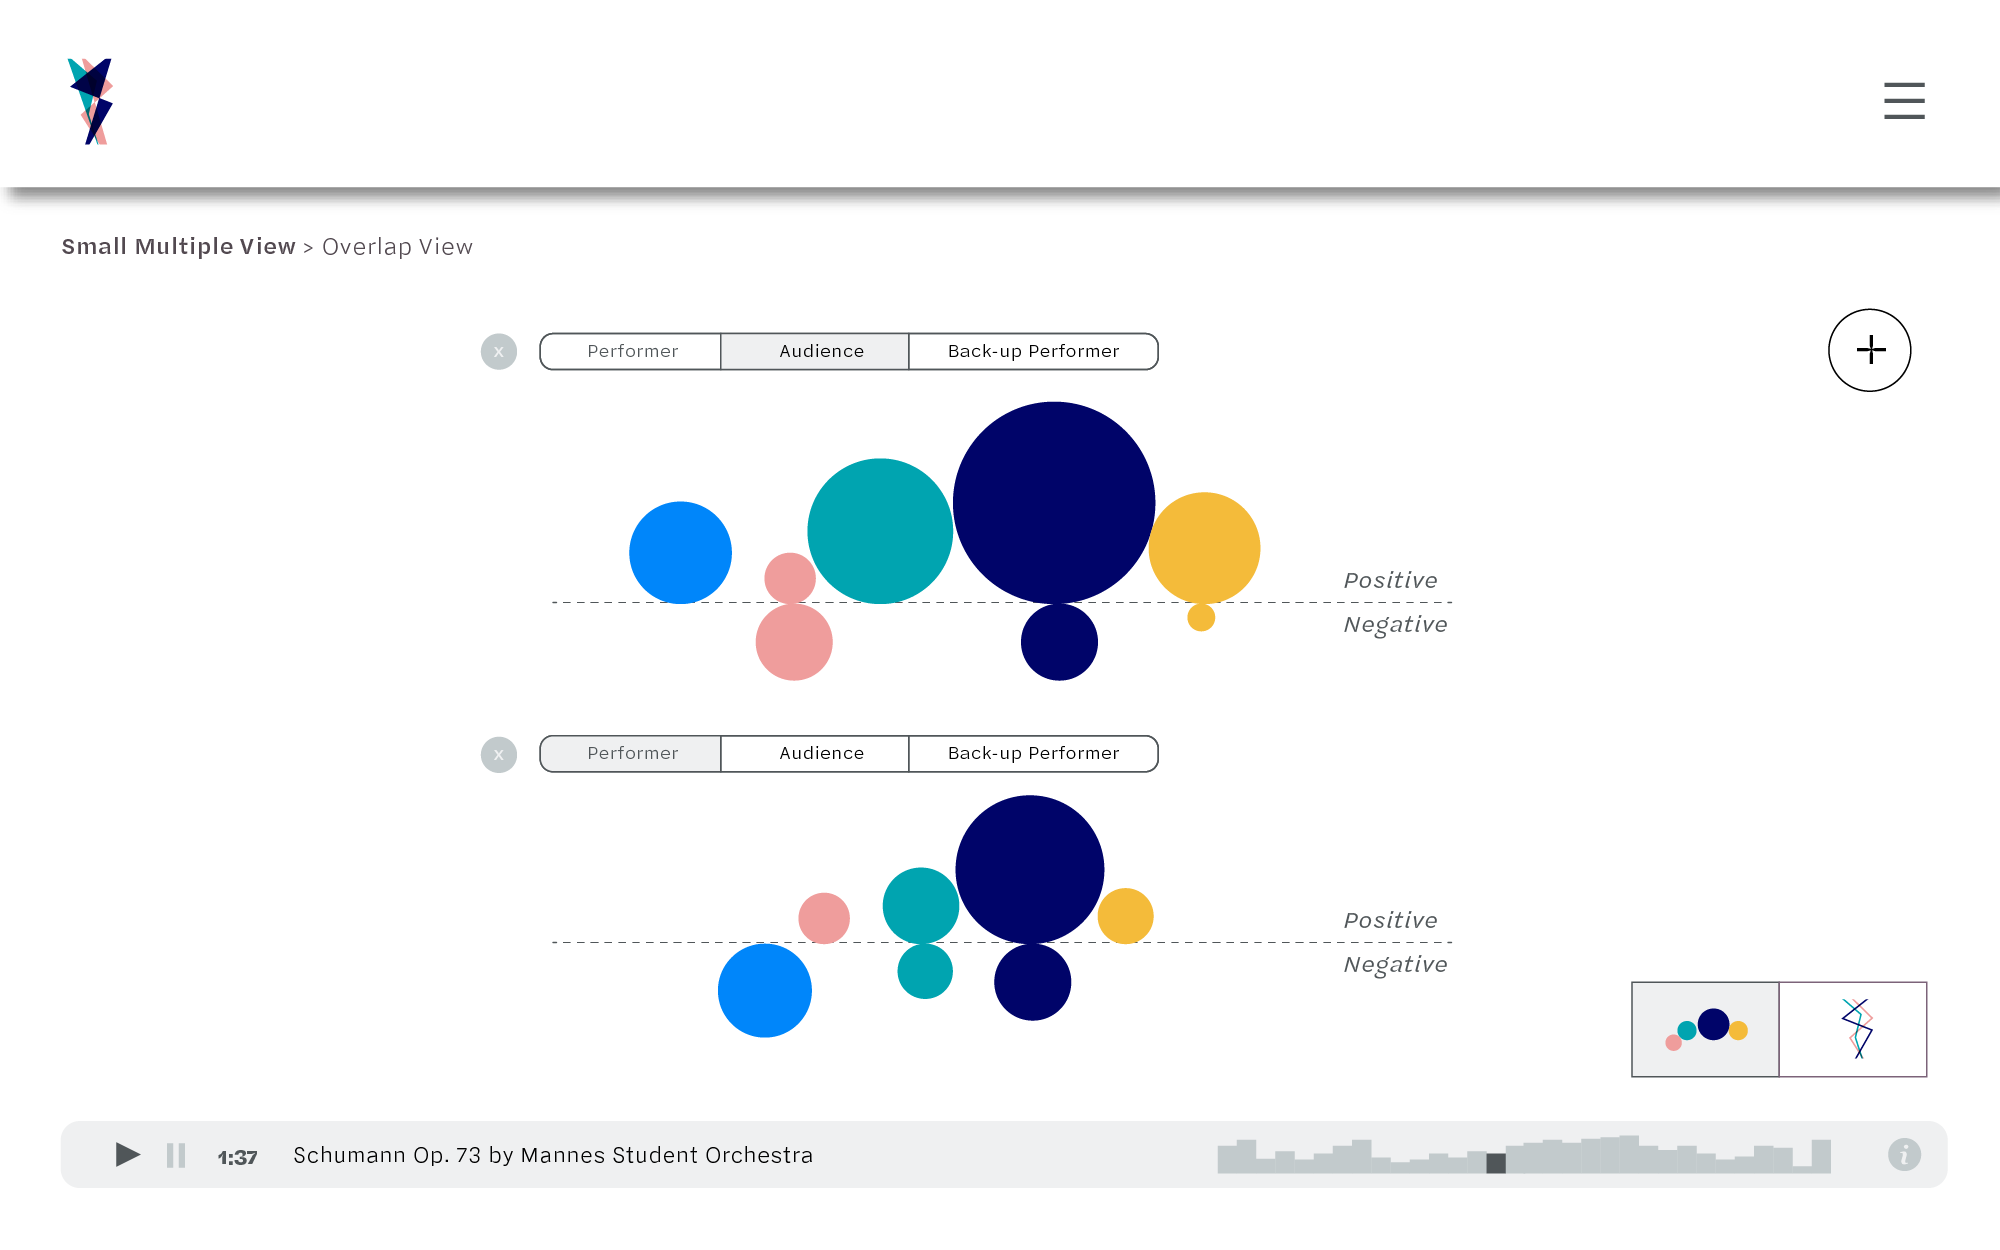 Small Multiple View > Overlap View
x Performer Audience Back-up Performer
+
Positive
Negative
x Performer Audience Back-up Performer
Positive
Negative
1:37 Schumann Op. 73 by Mannes Student Orchestra i